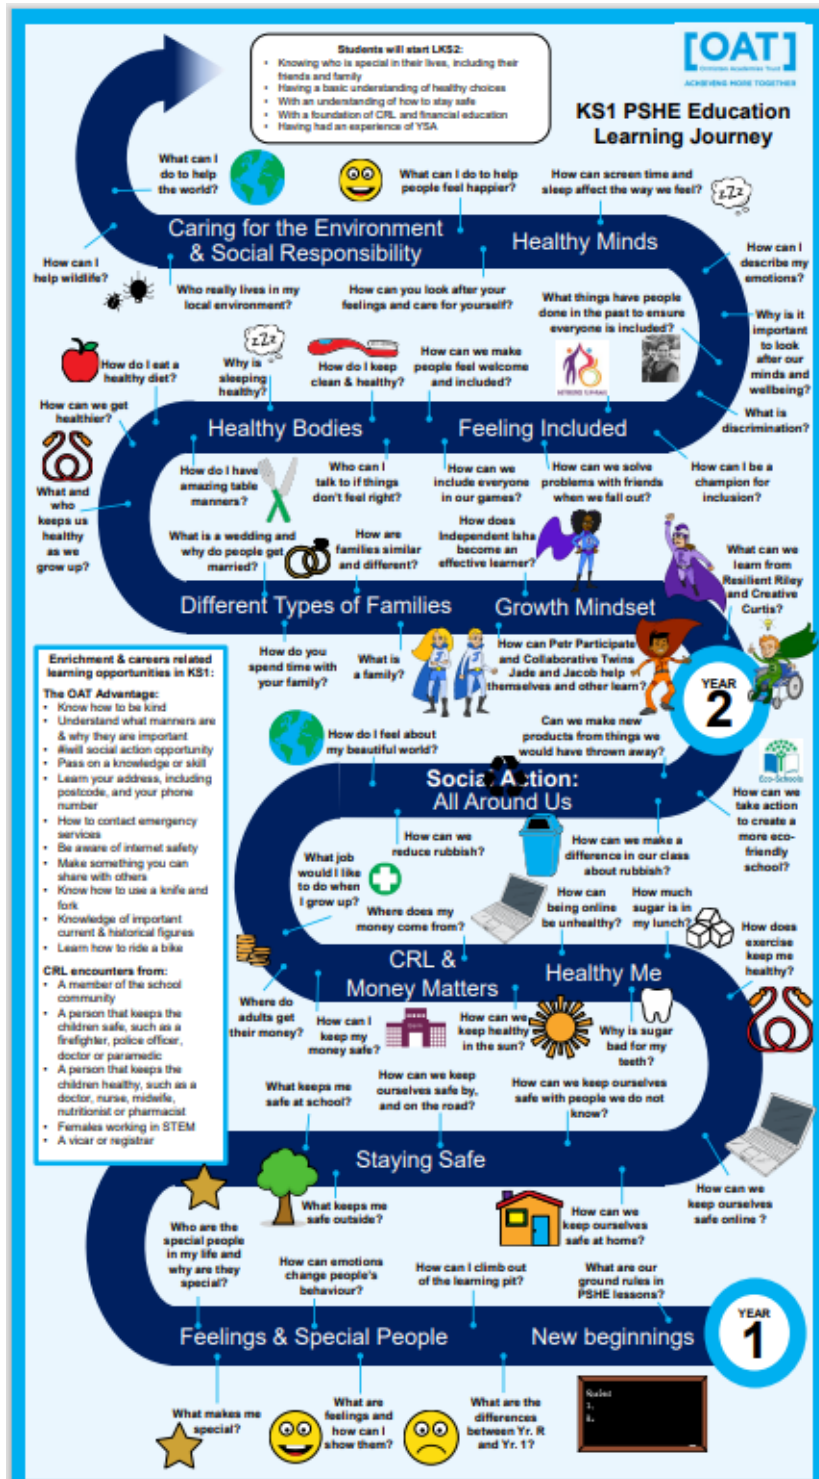 Students will start LKS2:
• Knowing who is special in their lives, including their
friends and family
• Having a basic understanding of healthy choices
• With an understanding of how to stay safe
• With a foundation of CRL and financial education
• Having had an experience of YSA
[OAT]
Ormiston Academies Trust
ACHIEVING MORE TOGETHER
KS1 PSHE Education
Learning Journey
What can I
do to help
the world?
What can I do to help
people feel happier?
How can screen time and
sleep affect the way we feel?
zZz
Caring for the Environment
& Social Responsibility
Healthy Minds
How can I
help wildlife?
Who really lives in my
local environment?
How can you look after your
feelings and care for yourself?
What things have people
done in the past to ensure
everyone is included?
How can I
describe my
emotions?
Why is it
important
to look
after our
minds and
wellbeing?
What is
discrimination?
How do I eat a
healthy diet?
zZz
Why is
sleeping
healthy?
How do I keep
clean & healthy?
How can we make
people feel welcome
and included?
How can we get
healthier?
Healthy Bodies
Feeling Included
What and
who
keeps us
healthy
as we
grow up?
How do I have
amazing table
manners?
Who can I
talk to if things
don't feel right?
How can we
include everyone
in our games?
How can we solve
problems with friends
when we fall out?
How can I be a
champion for
inclusion?
What is a wedding and
why do people get
married?
How are
families similar
and different?
How does
Independent Isha
become an
effective learner?
What can we
learn from
Resilient Riley
and Creative
Curtis?
Different Types of Families
Growth Mindset
How do you
spend time with
your family?
What is
a family?
How can Petr Participate
and Collaborative Twins
Jade and Jacob help
themselves and other learn?
YEAR
2
Enrichment & careers related
learning opportunities in KS1:
The OAT Advantage:
• Know how to be kind
• Understand what manners are
& why they are important
• #iwill social action opportunity
• Pass on a knowledge or skill
• Learn your address, including
postcode, and your phone
number
• How to contact emergency
services
• Be aware of internet safety
• Make something you can
share with others
• Know how to use a knife and
fork
• Knowledge of important
current & historical figures
• Learn how to ride a bike
CRL encounters from:
• A member of the school
community
• A person that keeps the
children safe, such as a
firefighter, police officer,
doctor or paramedic
• A person that keeps the
children healthy, such as a
doctor, nurse, midwife,
nutritionist or pharmacist
• Females working in STEM
• A vicar or registrar
How do I feel about
my beautiful world?
Can we make new
products from things we
would have thrown away?
Eco-Schools
Social Action:
All Around Us
How can we
take action
to create a
more eco-
friendly
school?
How can we
reduce rubbish?
How can we make a
difference in our class
about rubbish?
What job
would I like
to do when
I grow up?
Where does my
money come from?
How can
being online
be unhealthy?
How much
sugar is in
my lunch?
How does
exercise
keep me
healthy?
CRL &
Money Matters
Healthy Me
Where do
adults get
their money?
How can I
keep my
money safe?
How can we
keep healthy
in the sun?
Why is sugar
bad for my
teeth?
What keeps me
safe at school?
How can we keep
ourselves safe by,
and on the road?
How can we keep ourselves
safe with people we do not
know?
Staying Safe
How can we
keep ourselves
safe online ?
What keeps me
safe outside?
How can we
keep ourselves
safe at home?
Who are the
special people
in my life and
why are they
special?
How can emotions
change people's
behaviour?
How can I climb out
of the learning pit?
What are our
ground rules in
PSHE lessons?
Feelings & Special People
New beginnings
YEAR
1
What makes me
special?
What are
feelings and
how can I
show them?
What are the
differences
between Yr. R
and Yr. 1?
Rules
1.